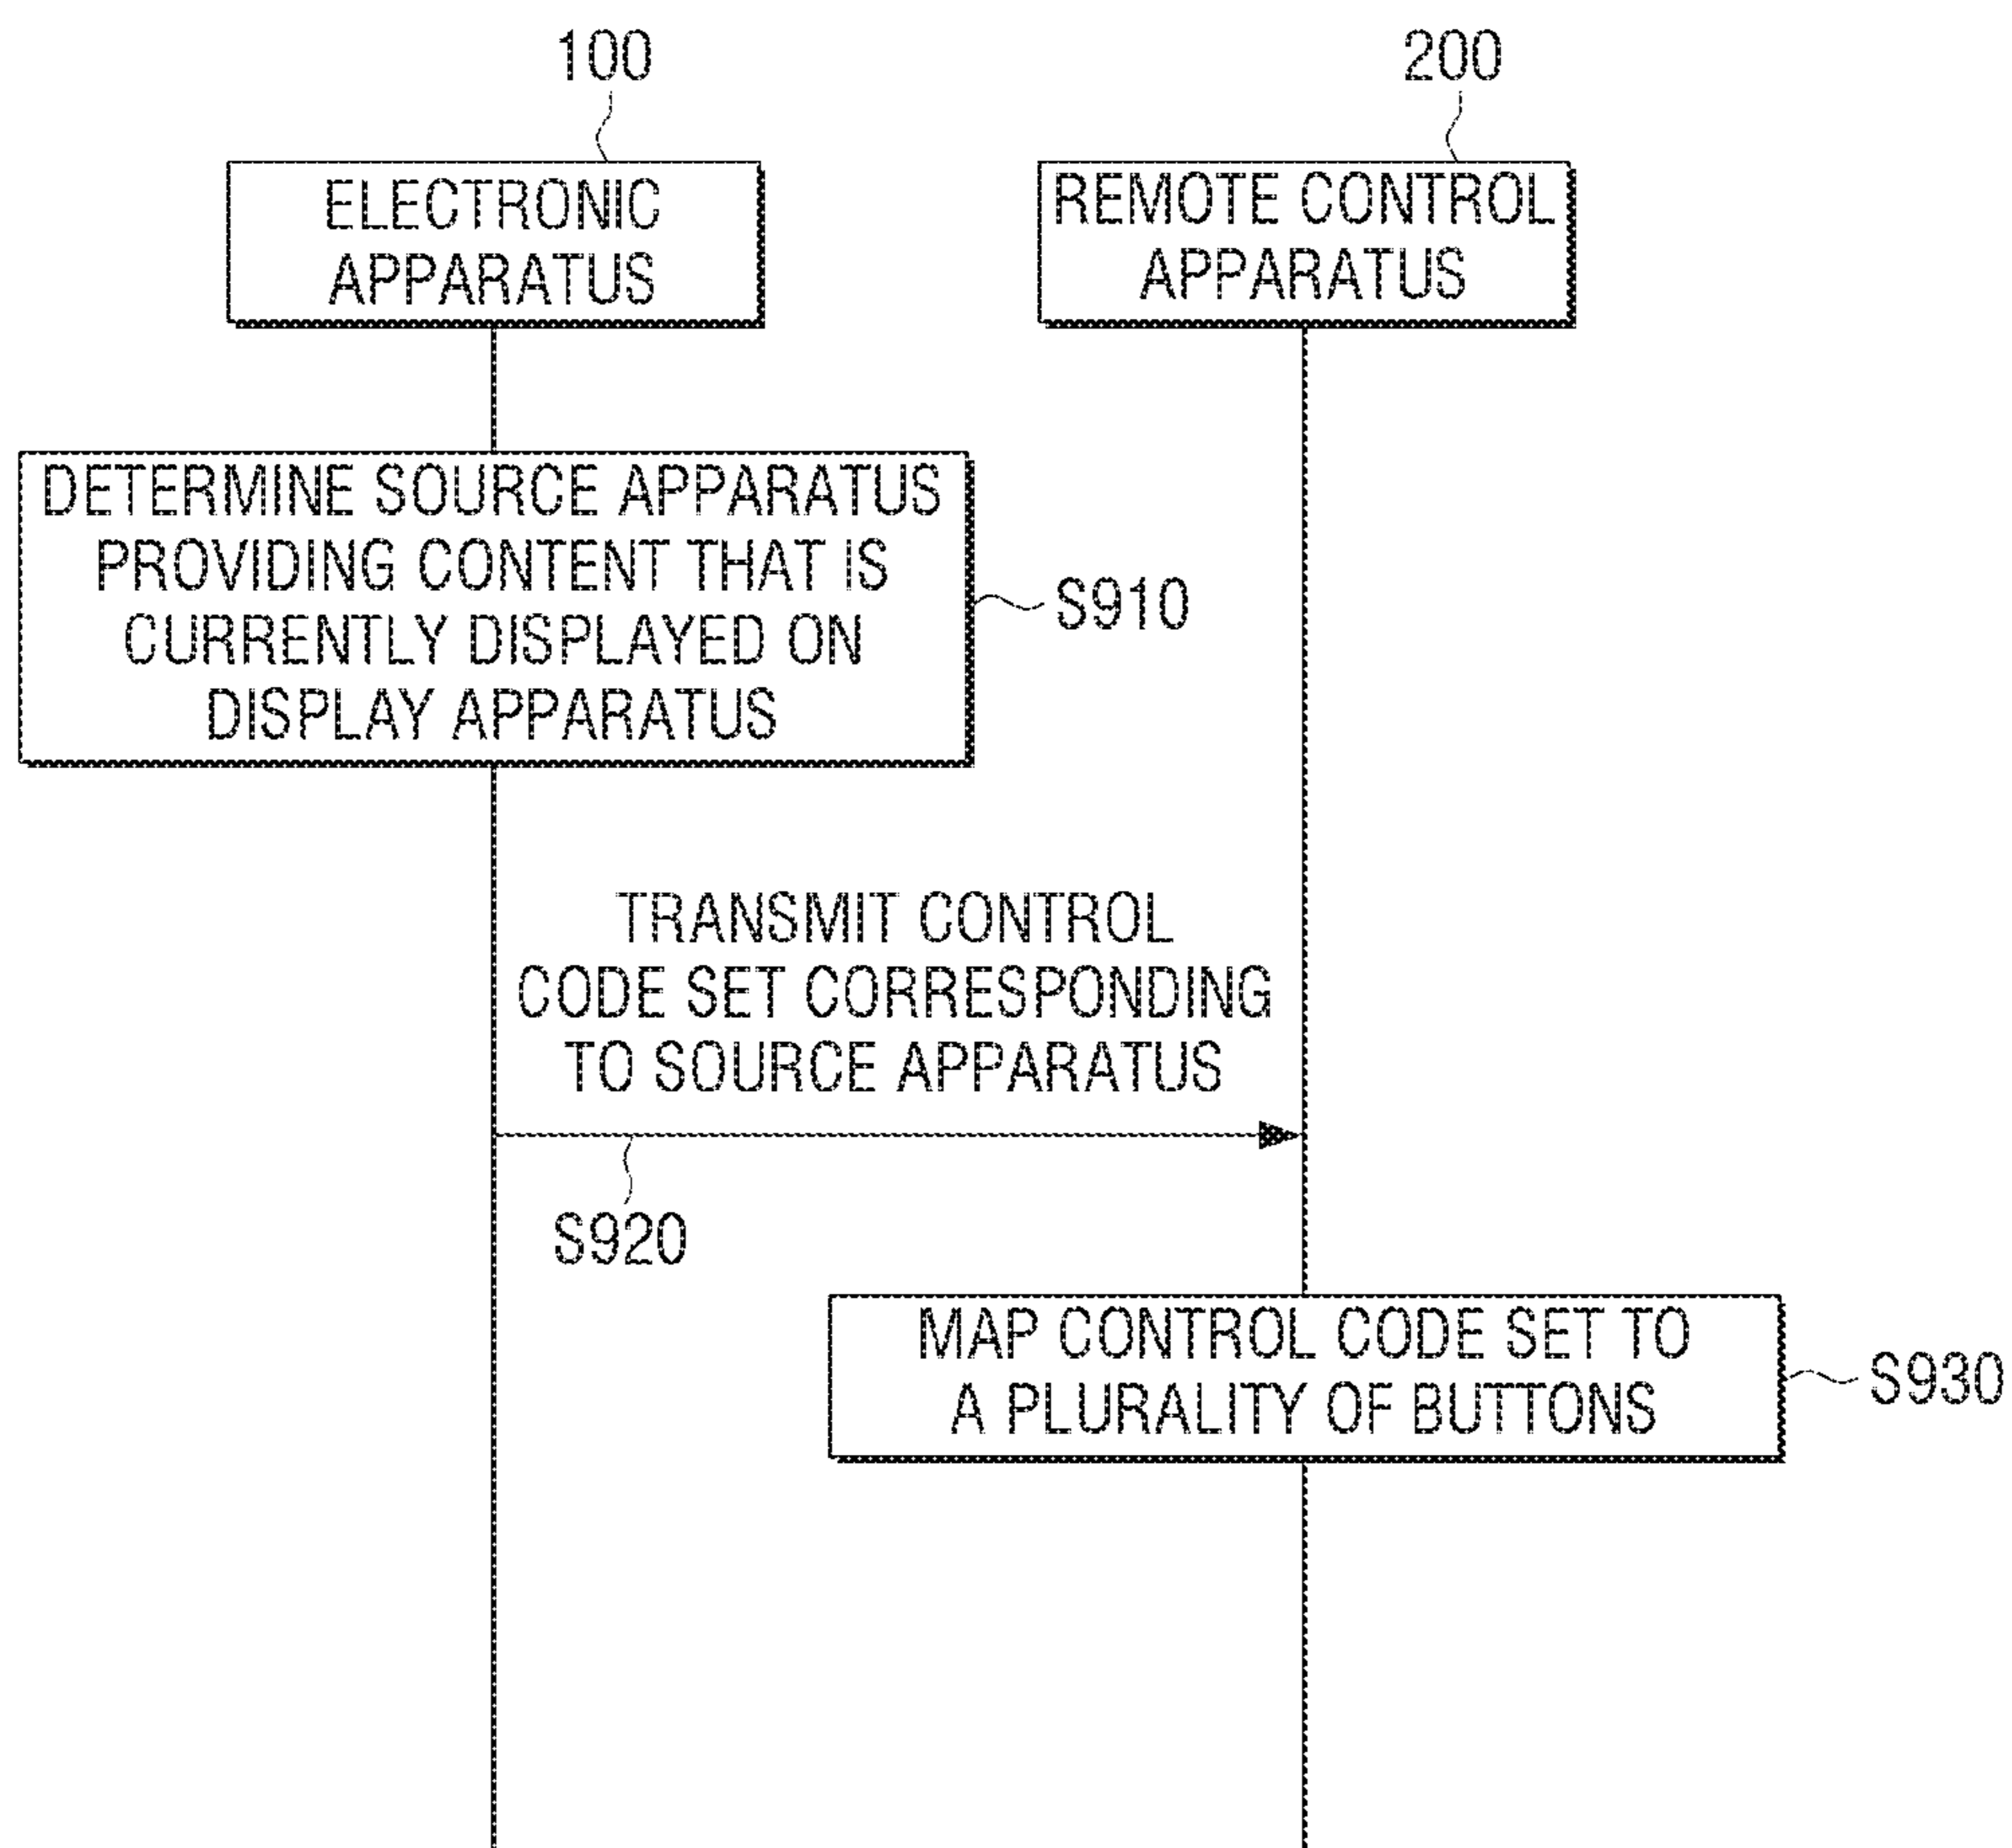 100
200
ELECTRONIC
APPARATUS
REMOTE CONTROL
APPARATUS
DETERMINE SOURCE APPARATUS
PROVIDING CONTENT THAT IS
CURRENTLY DISPLAYED ON
DISPLAY APPARATUS
S910
TRANSMIT CONTROL
CODE SET CORRESPONDING
TO SOURCE APPARATUS
S920
MAP CONTROL CODE SET TO
A PLURALITY OF BUTTONS
S930